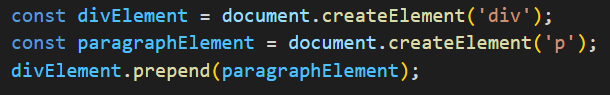 const divElement = document.createElement('div');
const paragraphElement = document.createElement('p');
divElement.prepend(paragraphElement);